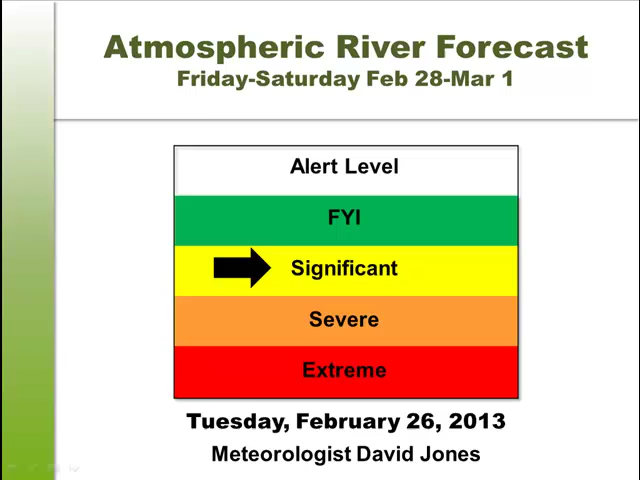 Atmospheric River Forecast
Friday-Saturday Feb 28-Mar 1
Alert Level
FYI
Significant
Severe
Extreme
Tuesday, February 26, 2013
Meteorologist David Jones